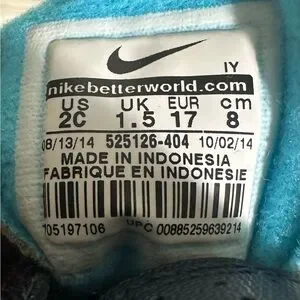 IY
nikebetterworld.com
US UK EUR cm
2C 1.5 17 8
08/13/14 525126-404 10/02/14
MADE IN INDONESIA
FABRIQUE EN INDONESIE
705197106 UPC 00885259639214